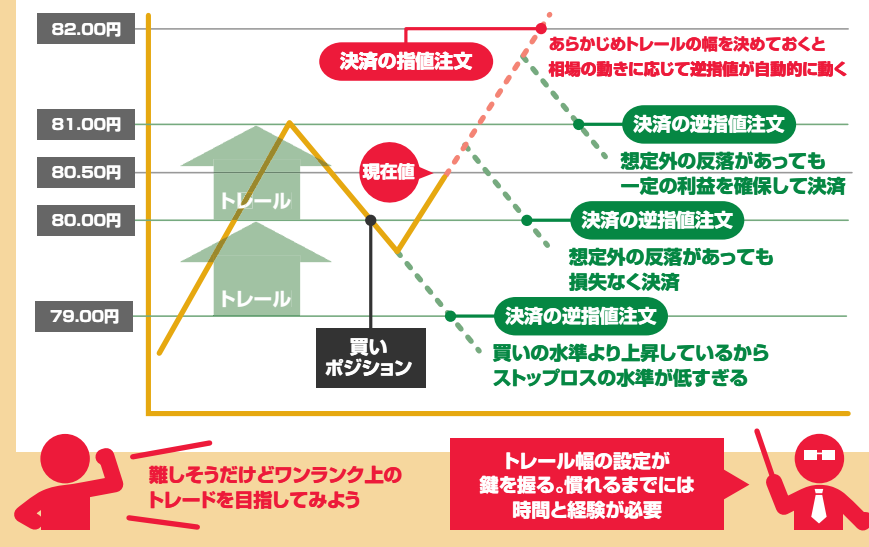 82.00円
決済の指値注文
あらかじめトレールの幅を決めておくと
相場の動きに応じて逆指値が自動的に動く
81.00円
決済の逆指値注文
想定外の反落があっても
一定の利益を確保して決済
80.50円
現在値
トレール
80.00円
決済の逆指値注文
想定外の反落があっても
損失なく決済
トレール
79.00円
決済の逆指値注文
買いの水準より上昇しているから
ストップロスの水準が低すぎる
買い
ポジション
難しそうだけどワンランク上の
トレードを目指してみよう
トレール幅の設定が
鍵を握る。慣れるまでには
時間と経験が必要